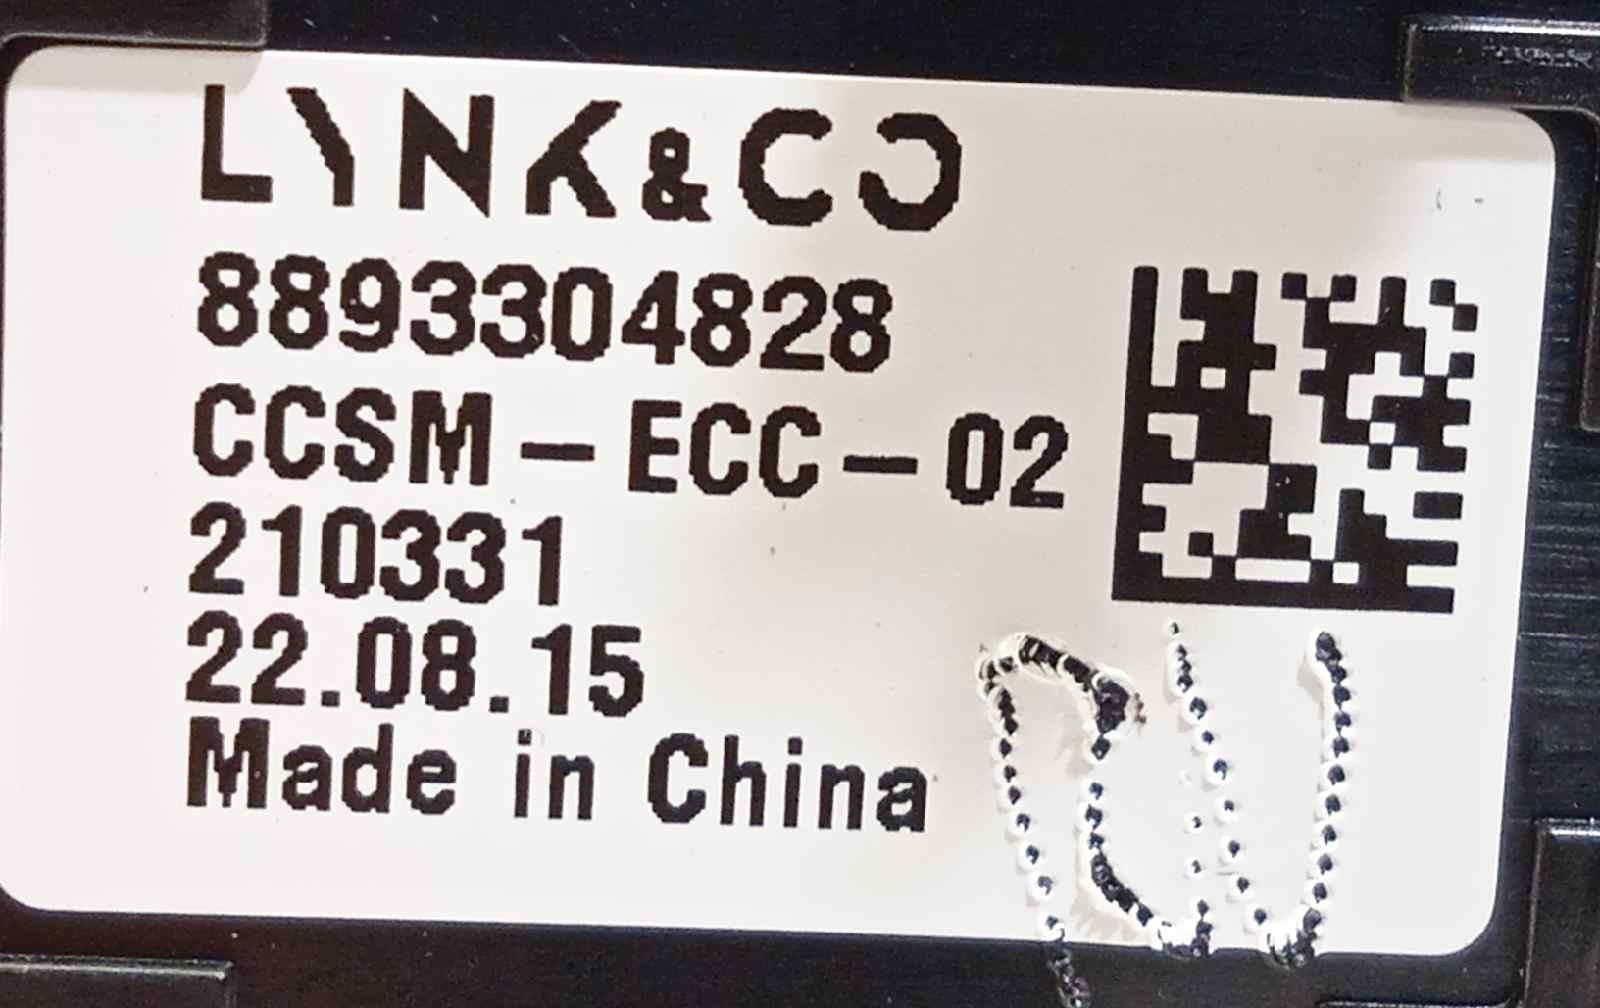 LYNK&CO
8893304828
CCSM-ECC-02
210331
22.08.15
Made in China